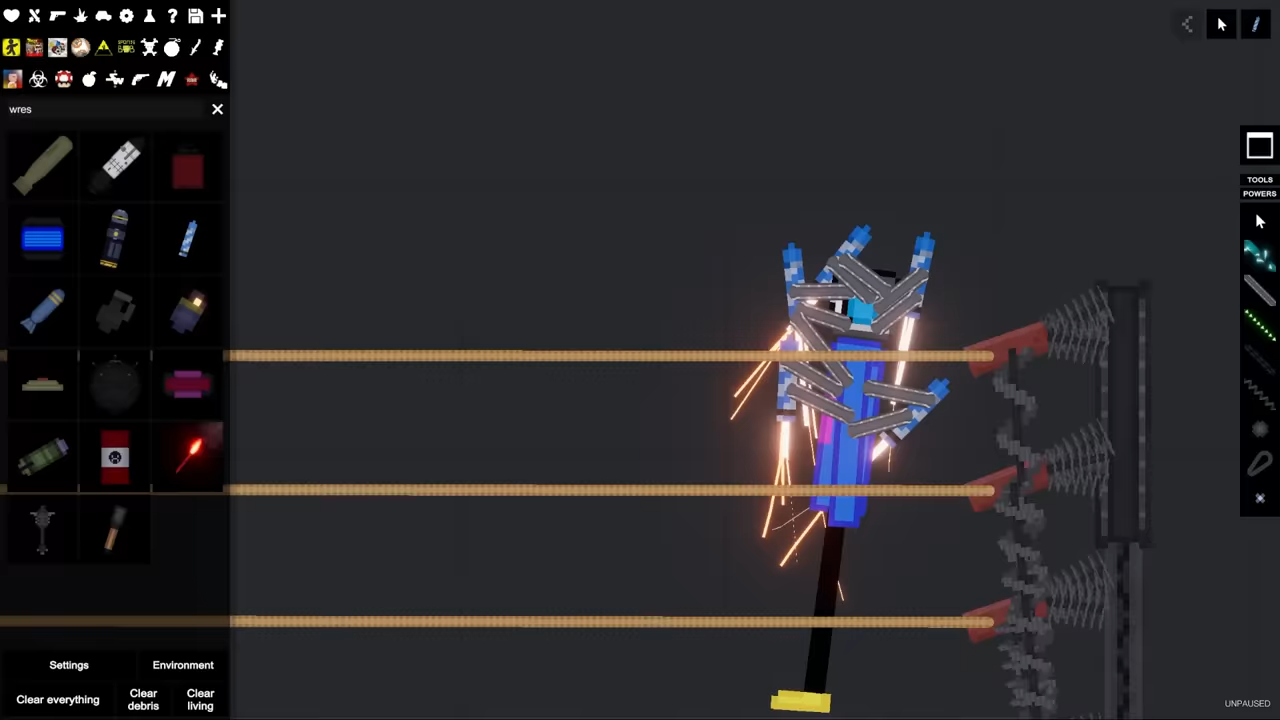 wres
TOOLS
POWERS
Settings
Environment
Clear everything
Clear debris
Clear living
UNPAUSED